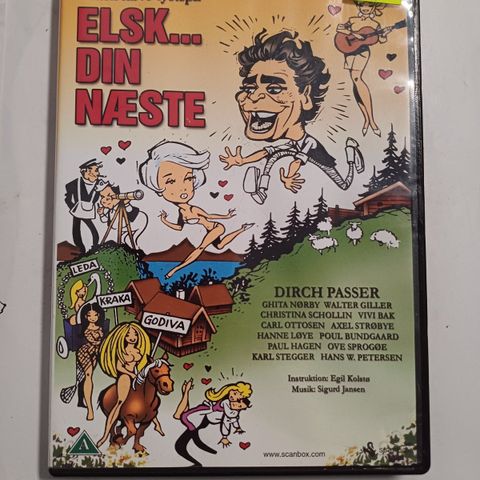 ELSK...
DIN
NÆSTE
LEDA
KRAKA
GODIVA
DIRCH PASSER
GHITA NØRBY WALTER GILLER
CHRISTINA SCHOLLIN VIVI BAK
CARL OTTOSEN AXEL STRØBYE
HANNE LØYE POUL BUNDGAARD
PAUL HAGEN OVE SPROGØE
KARL STEGGER HANS W. PETERSEN
Instruktion: Egil Kolstø
Musik: Sigurd Jansen
A
www.scanbox.com